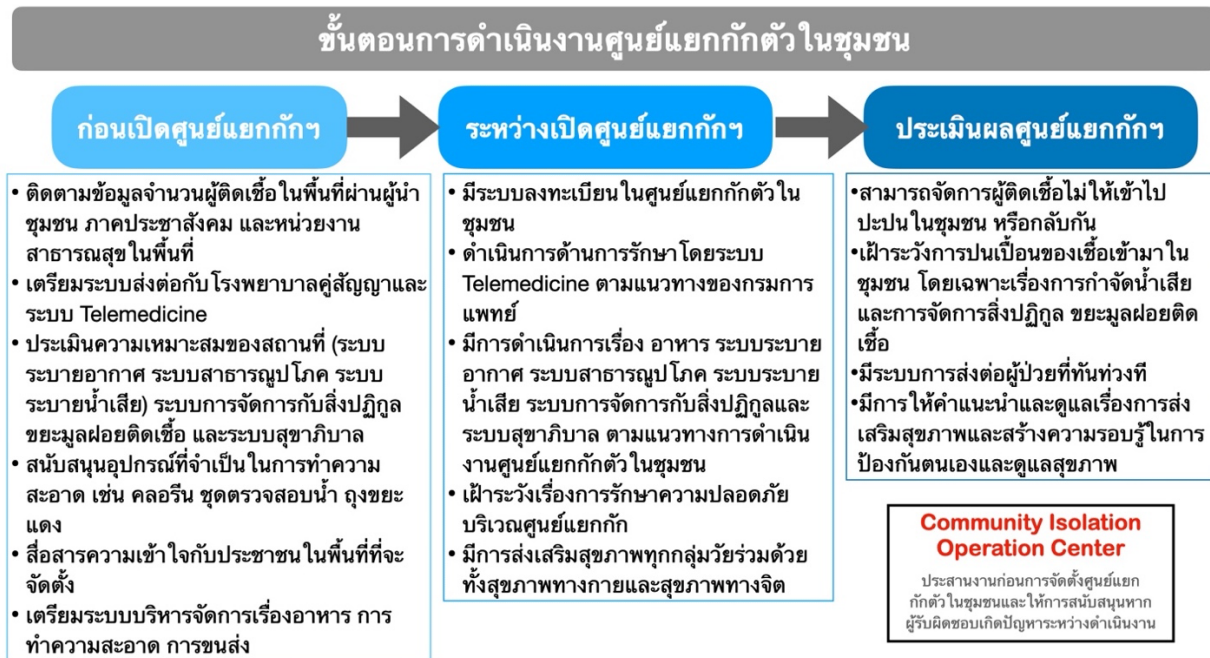 ขั้นตอนการดำเนินงานศูนย์แยกกักตัวในชุมชน
ก่อนเปิดศูนย์แยกกักฯ
• ติดตามข้อมูลจำนวนผู้ติดเชื้อในพื้นที่ผ่านผู้นำ
ชุมชน ภาคประชาสังคม และหน่วยงาน
สาธารณสุขในพื้นที่
• เตรียมระบบส่งต่อกับโรงพยาบาลคู่สัญญาและ
ระบบ Telemedicine
• ประเมินความเหมาะสมของสถานที่ (ระบบ
ระบายอากาศ ระบบสาธารณูปโภค ระบบ
ระบายน้ำเสีย) ระบบการจัดการกับสิ่งปฏิกูล
ขยะมูลฝอยติดเชื้อ และระบบสุขาภิบาล
• สนับสนุนอุปกรณ์ที่จำเป็นในการทำความ
สะอาด เช่น คลอรีน ชุดตรวจสอบน้ำ ถุงขยะ
แดง
• สื่อสารความเข้าใจกับประชาชนในพื้นที่ที่จะ
จัดตั้ง
• เตรียมระบบบริหารจัดการเรื่องอาหาร การ
ทำความสะอาด การขนส่ง
ระหว่างเปิดศูนย์แยกกักฯ
• มีระบบลงทะเบียนในศูนย์แยกกักตัวใน
ชุมชน
• ดำเนินการด้านการรักษาโดยระบบ
Telemedicine ตามแนวทางของกรมการ
แพทย์
• มีการดำเนินการเรื่อง อาหาร ระบบระบาย
อากาศ ระบบสาธารณูปโภค ระบบระบาย
น้ำเสีย ระบบการจัดการกับสิ่งปฏิกูลและ
ระบบสุขาภิบาล ตามแนวทางการดำเนิน
งานศูนย์แยกกักตัวในชุมชน
• เฝ้าระวังเรื่องการรักษาความปลอดภัย
บริเวณศูนย์แยกกัก
• มีการส่งเสริมสุขภาพทุกกลุ่มวัยร่วมด้วย
ทั้งสุขภาพทางกายและสุขภาพทางจิต
ประเมินผลศูนย์แยกกักฯ
•สามารถจัดการผู้ติดเชื้อไม่ให้เข้าไป
ปะปนในชุมชน หรือกลับกัน
•เฝ้าระวังการปนเปื้อนของเชื้อเข้ามาใน
ชุมชน โดยเฉพาะเรื่องการกำจัดน้ำเสีย
และการจัดการสิ่งปฏิกูล ขยะมูลฝอยติด
เชื้อ
•มีระบบการส่งต่อผู้ป่วยที่ทันท่วงที
•มีการให้คำแนะนำและดูแลเรื่องการส่ง
เสริมสุขภาพและสร้างความรอบรู้ในการ
ป้องกันตนเองและดูแลสุขภาพ
Community Isolation
Operation Center
ประสานงานก่อนการจัดตั้งศูนย์แยก
กักตัวในชุมชนและให้การสนับสนุนหาก
ผู้รับผิดชอบเกิดปัญหาระหว่างดำเนินงาน